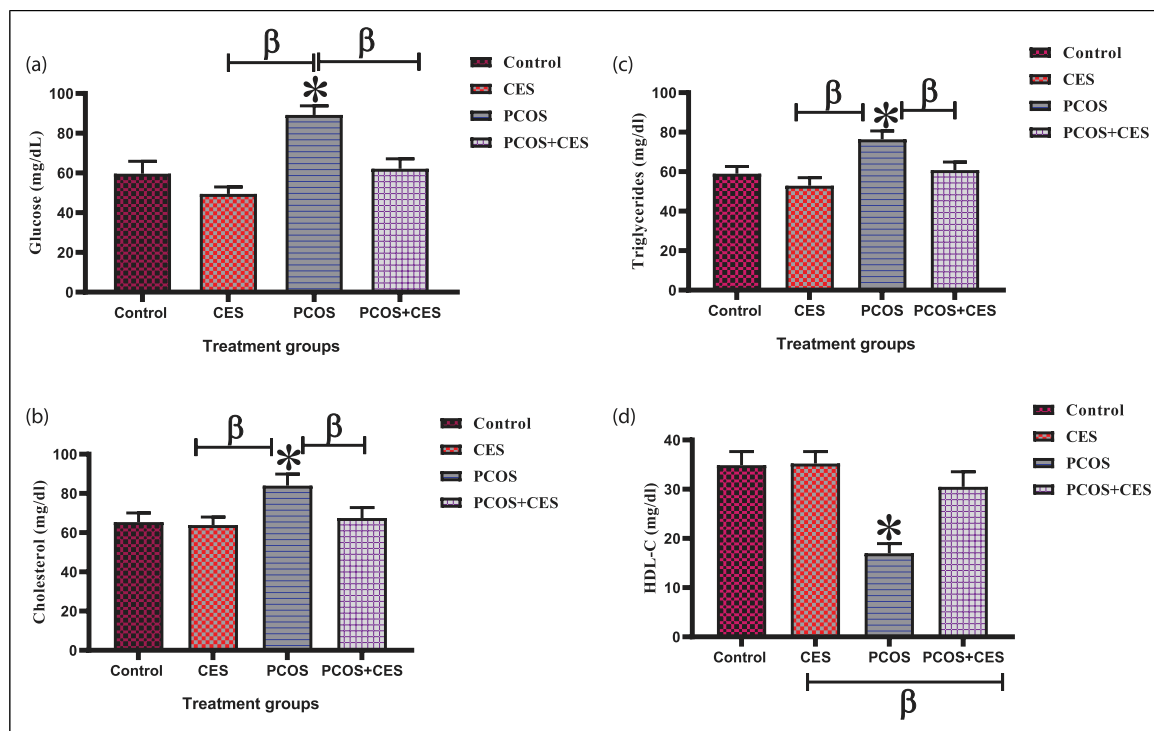 (a)
β
β
Control
CES
PCOS
PCOS+CES
*
Glucose (mg/dL)
100
80
60
40
20
0
Control
CES
PCOS
PCOS+CES
Treatment groups
(c)
β
β
Control
CES
PCOS
PCOS+CES
*
Triglycerides (mg/dl)
100
80
60
40
20
0
Control
CES
PCOS
PCOS+CES
Treatment groups
(b)
β
β
Control
CES
PCOS
PCOS+CES
*
Cholesterol (mg/dl)
100
80
60
40
20
0
Control
CES
PCOS
PCOS+CES
Treatment groups
(d)
Control
CES
PCOS
PCOS+CES
*
HDL-C (mg/dl)
40
30
20
10
0
Control
CES
PCOS
PCOS+CES
β